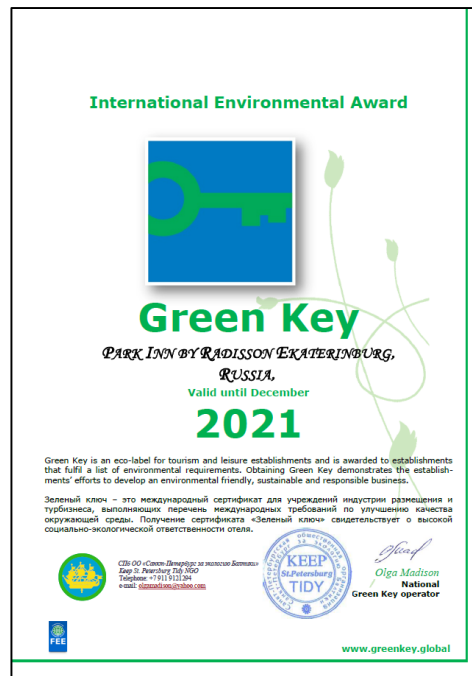 International Environmental Award
Green Key
PARK INN BY RADISSON EKATERINBURG,
RUSSIA,
Valid until December
2021
Green Key is an eco-label for tourism and leisure establishments and is awarded to establishments
that fulfil a list of environmental requirements. Obtaining Green Key demonstrates the establish-
ments' efforts to develop an environmental friendly, sustainable and responsible business.
Зеленый ключ – это международный сертификат для учреждений индустрии размещения и
турбизнеса, выполняющих перечень международных требований по улучшению качества
окружающей среды. Получение сертификата «Зеленый ключ» свидетельствует о высокой
социально-экологической ответственности отеля.
СПб ОО «Санкт-Петербург за экологию Балтики»
Keep St. Petersburg Tidy NGO
Telephone: +7 911 9121294
e-mail: olgamadison@yahoo.com
KEEP
St.Petersburg
TIDY
Olga Madison
National
Green Key operator
FEE
www.greenkey.global